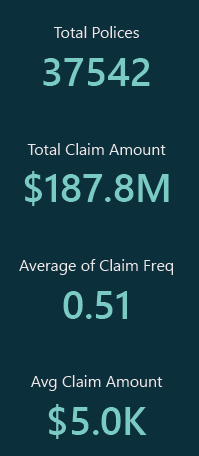 Total Polices
37542
Total Claim Amount
$187.8M
Average of Claim Freq
0.51
Avg Claim Amount
$5.0K